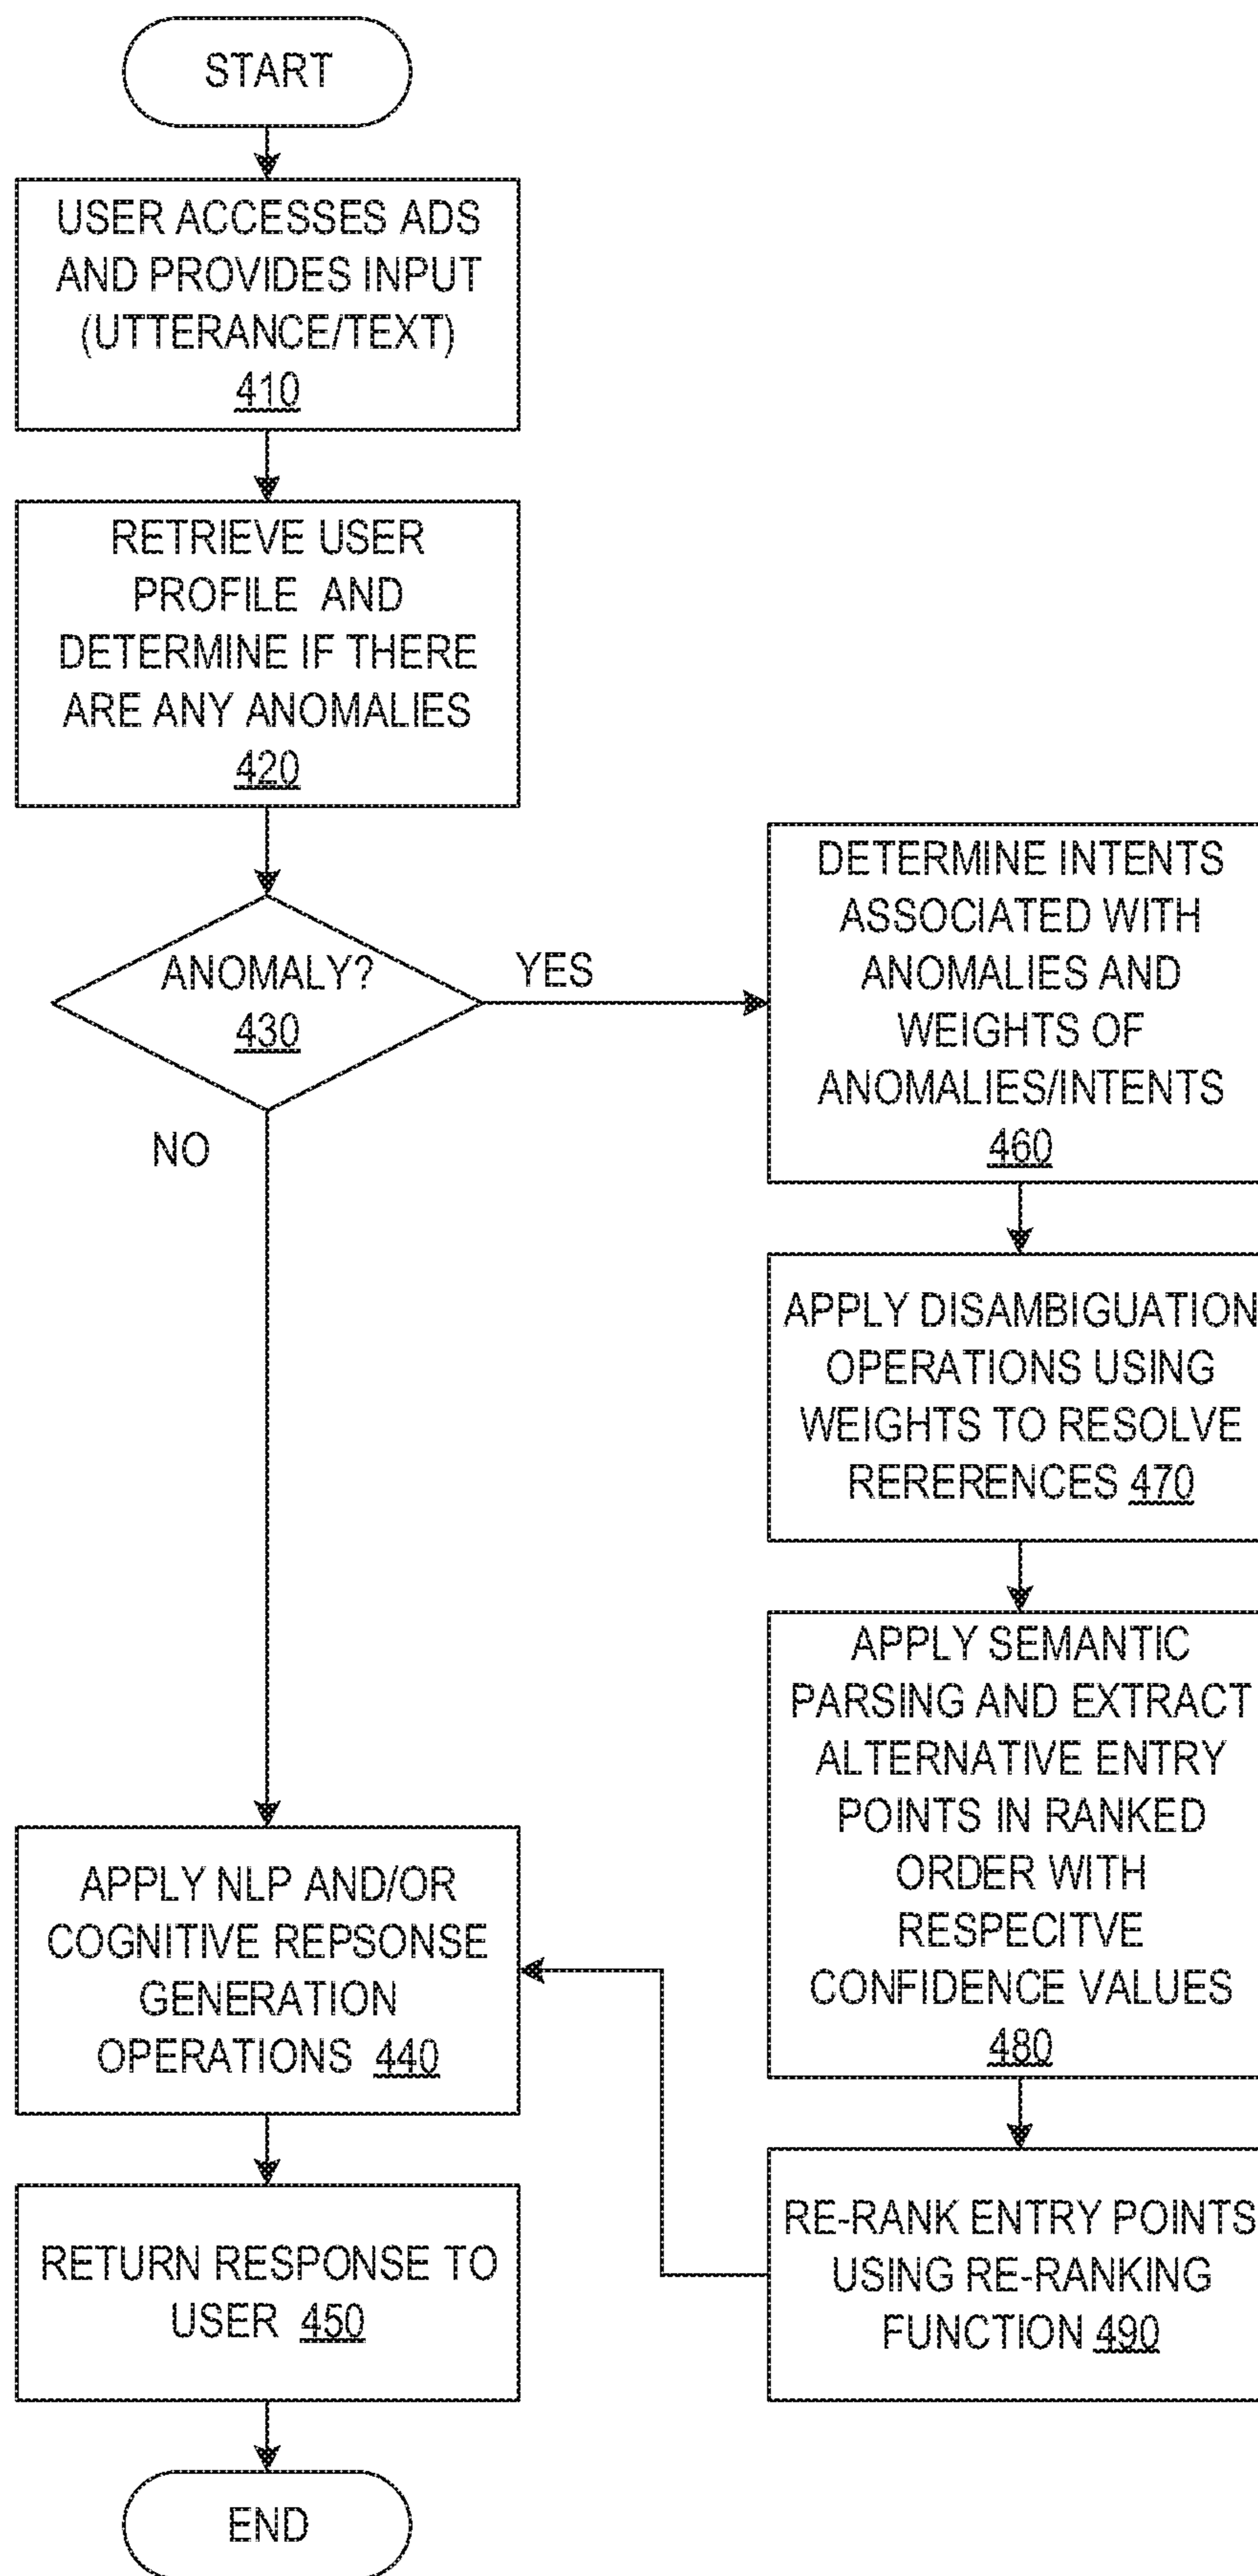 START
USER ACCESSES ADS
AND PROVIDES INPUT
(UTTERANCE/TEXT)
410
RETRIEVE USER
PROFILE AND
DETERMINE IF THERE
ARE ANY ANOMALIES
420
ANOMALY?
430
YES
NO
DETERMINE INTENTS
ASSOCIATED WITH
ANOMALIES AND
WEIGHTS OF
ANOMALIES/INTENTS
460
APPLY DISAMBIGUATION
OPERATIONS USING
WEIGHTS TO RESOLVE
RERERENCES 470
APPLY SEMANTIC
PARSING AND EXTRACT
ALTERNATIVE ENTRY
POINTS IN RANKED
ORDER WITH
RESPECITVE
CONFIDENCE VALUES
480
RE-RANK ENTRY POINTS
USING RE-RANKING
FUNCTION 490
APPLY NLP AND/OR
COGNITIVE REPSONSE
GENERATION
OPERATIONS 440
RETURN RESPONSE TO
USER 450
END